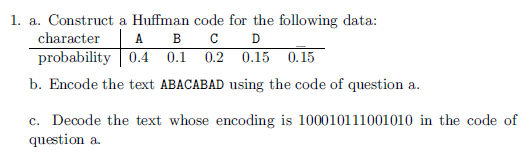 1. a. Construct a Huffman code for the following data:
character A B C D _
probability 0.4 0.1 0.2 0.15 0.15
b. Encode the text ABACABAD using the code of question a.
c. Decode the text whose encoding is 100010111001010 in the code of
question a.